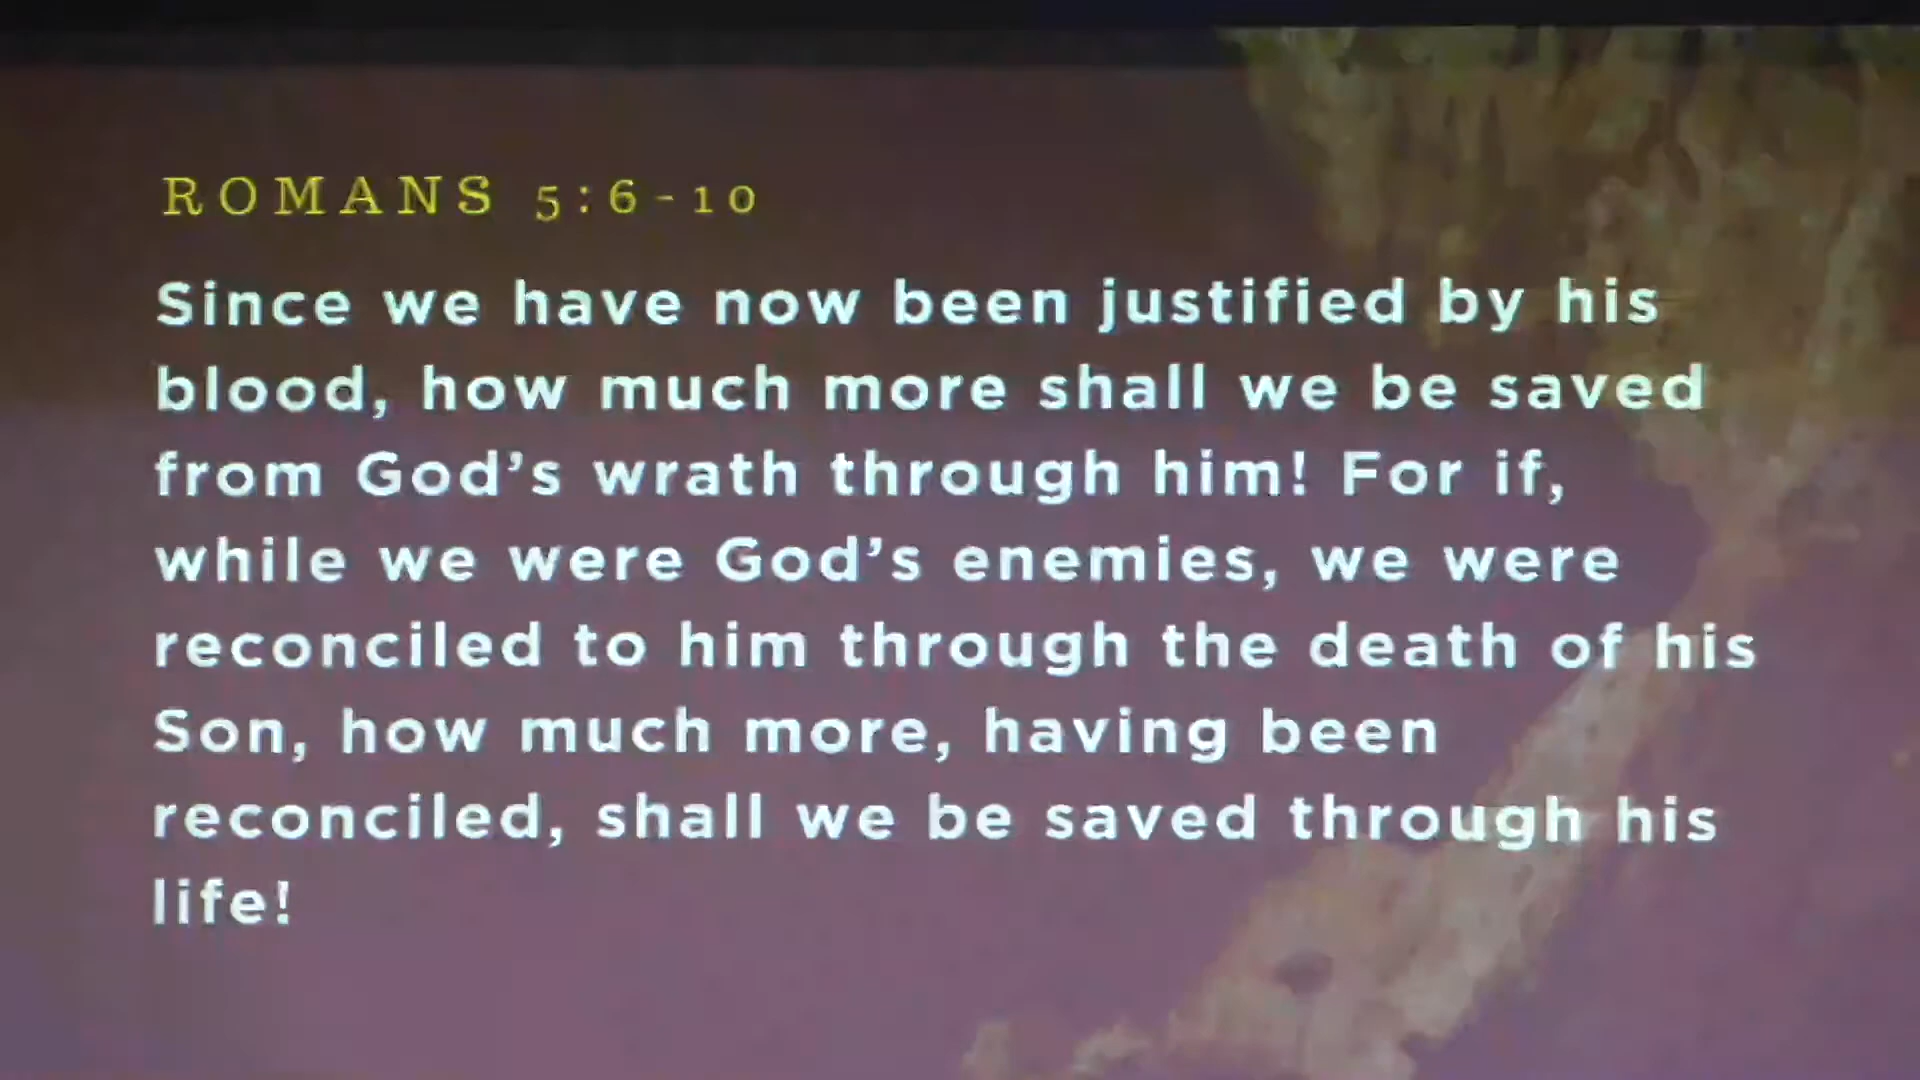 ROMANS 5:6-10
Since we have now been justified by his
blood, how much more shall we be saved
from God’s wrath through him! For if,
while we were God’s enemies, we were
reconciled to him through the death of his
Son, how much more, having been
reconciled, shall we be saved through his
life!